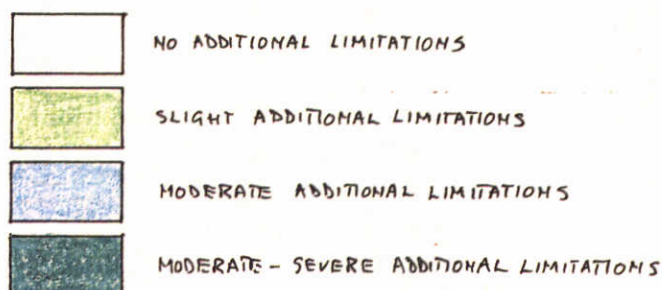 NO ADDITIONAL LIMITATIONS
SLIGHT ADDITIONAL LIMITATIONS
MODERATE ADDITIONAL LIMITATIONS
MODERATE - SEVERE ADDITIONAL LIMITATIONS